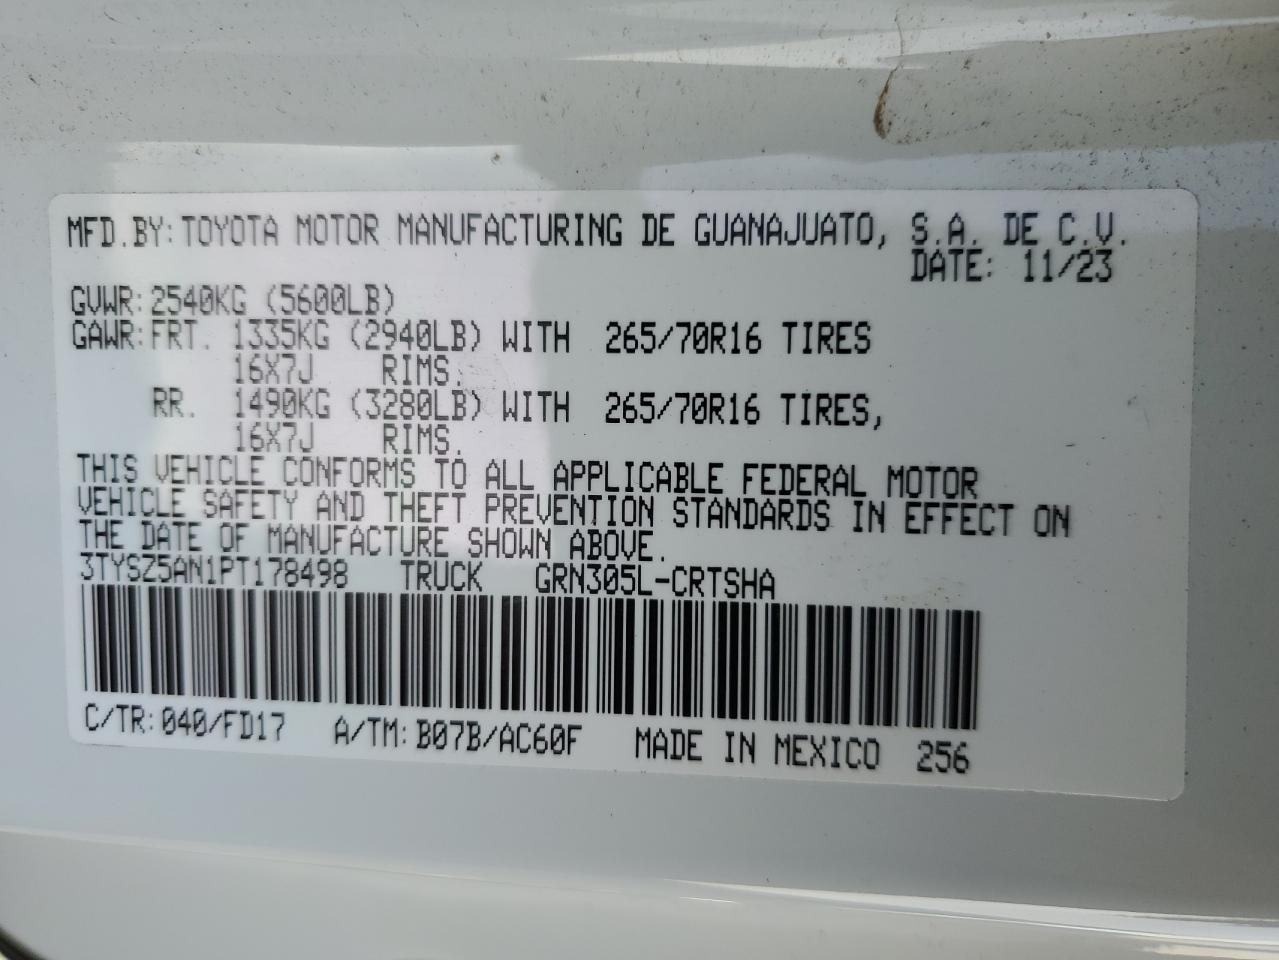 MFD.BY: TOYOTA MOTOR MANUFACTURING DE GUANAJUATO, S.A. DE C.V.
DATE: 11/23
GVWR: 2540KG (5600LB)
GAWR: FRT. 1335KG (2940LB) WITH 265/70R16 TIRES
16X7J RIMS.
RR. 1490KG (3280LB) WITH 265/70R16 TIRES,
16X7J RIMS.
THIS VEHICLE CONFORMS TO ALL APPLICABLE FEDERAL MOTOR
VEHICLE SAFETY AND THEFT PREVENTION STANDARDS IN EFFECT ON
THE DATE OF MANUFACTURE SHOWN ABOVE.
3TYSZ5AN1PT178498 TRUCK GRN305L-CRTSHA
C/TR: 040/FD17 A/TM: B07B/AC60F MADE IN MEXICO 256